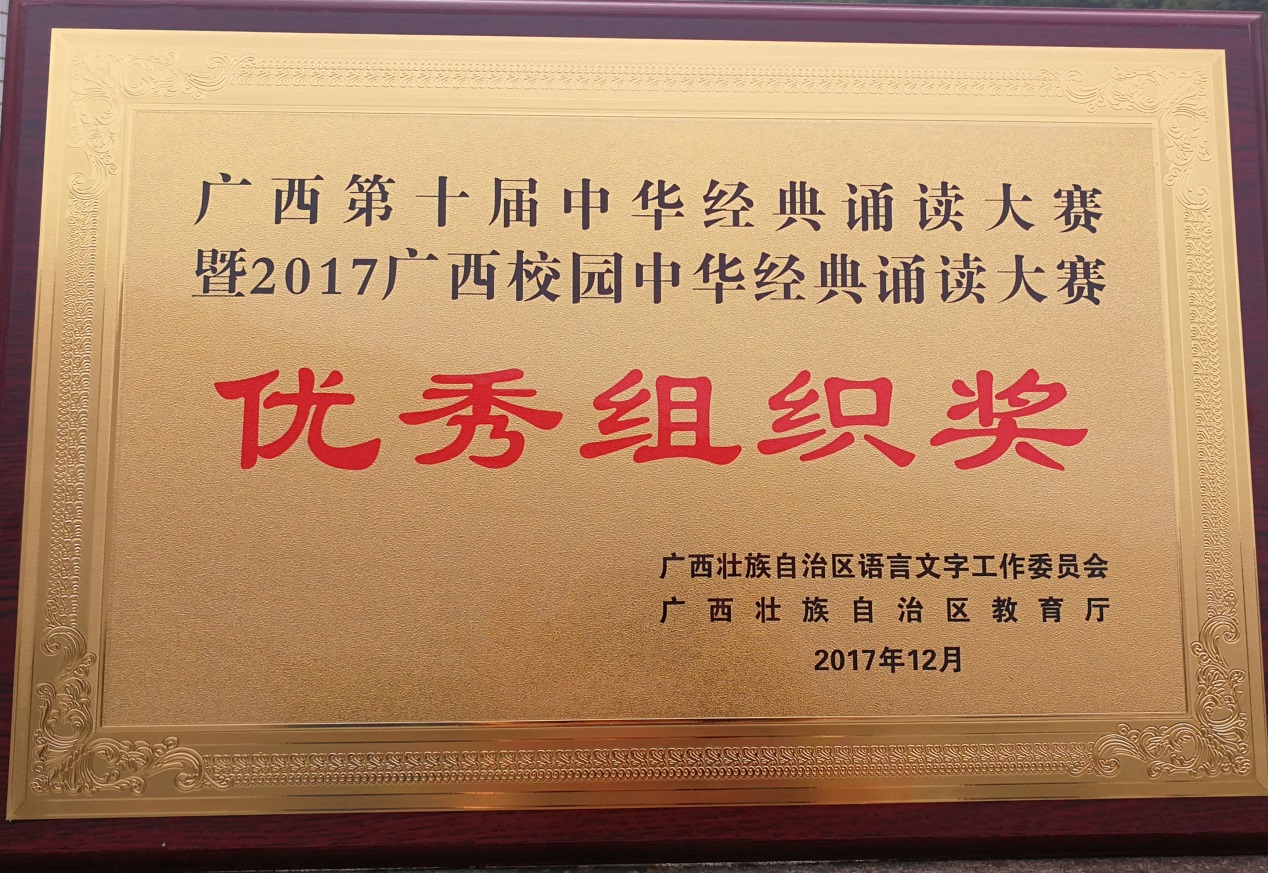 广西第十届中华经典诵读大赛
暨2017广西校园中华经典诵读大赛
优秀组织奖
广西壮族自治区语言文字工作委员会
广西壮族自治区教育厅
2017年12月